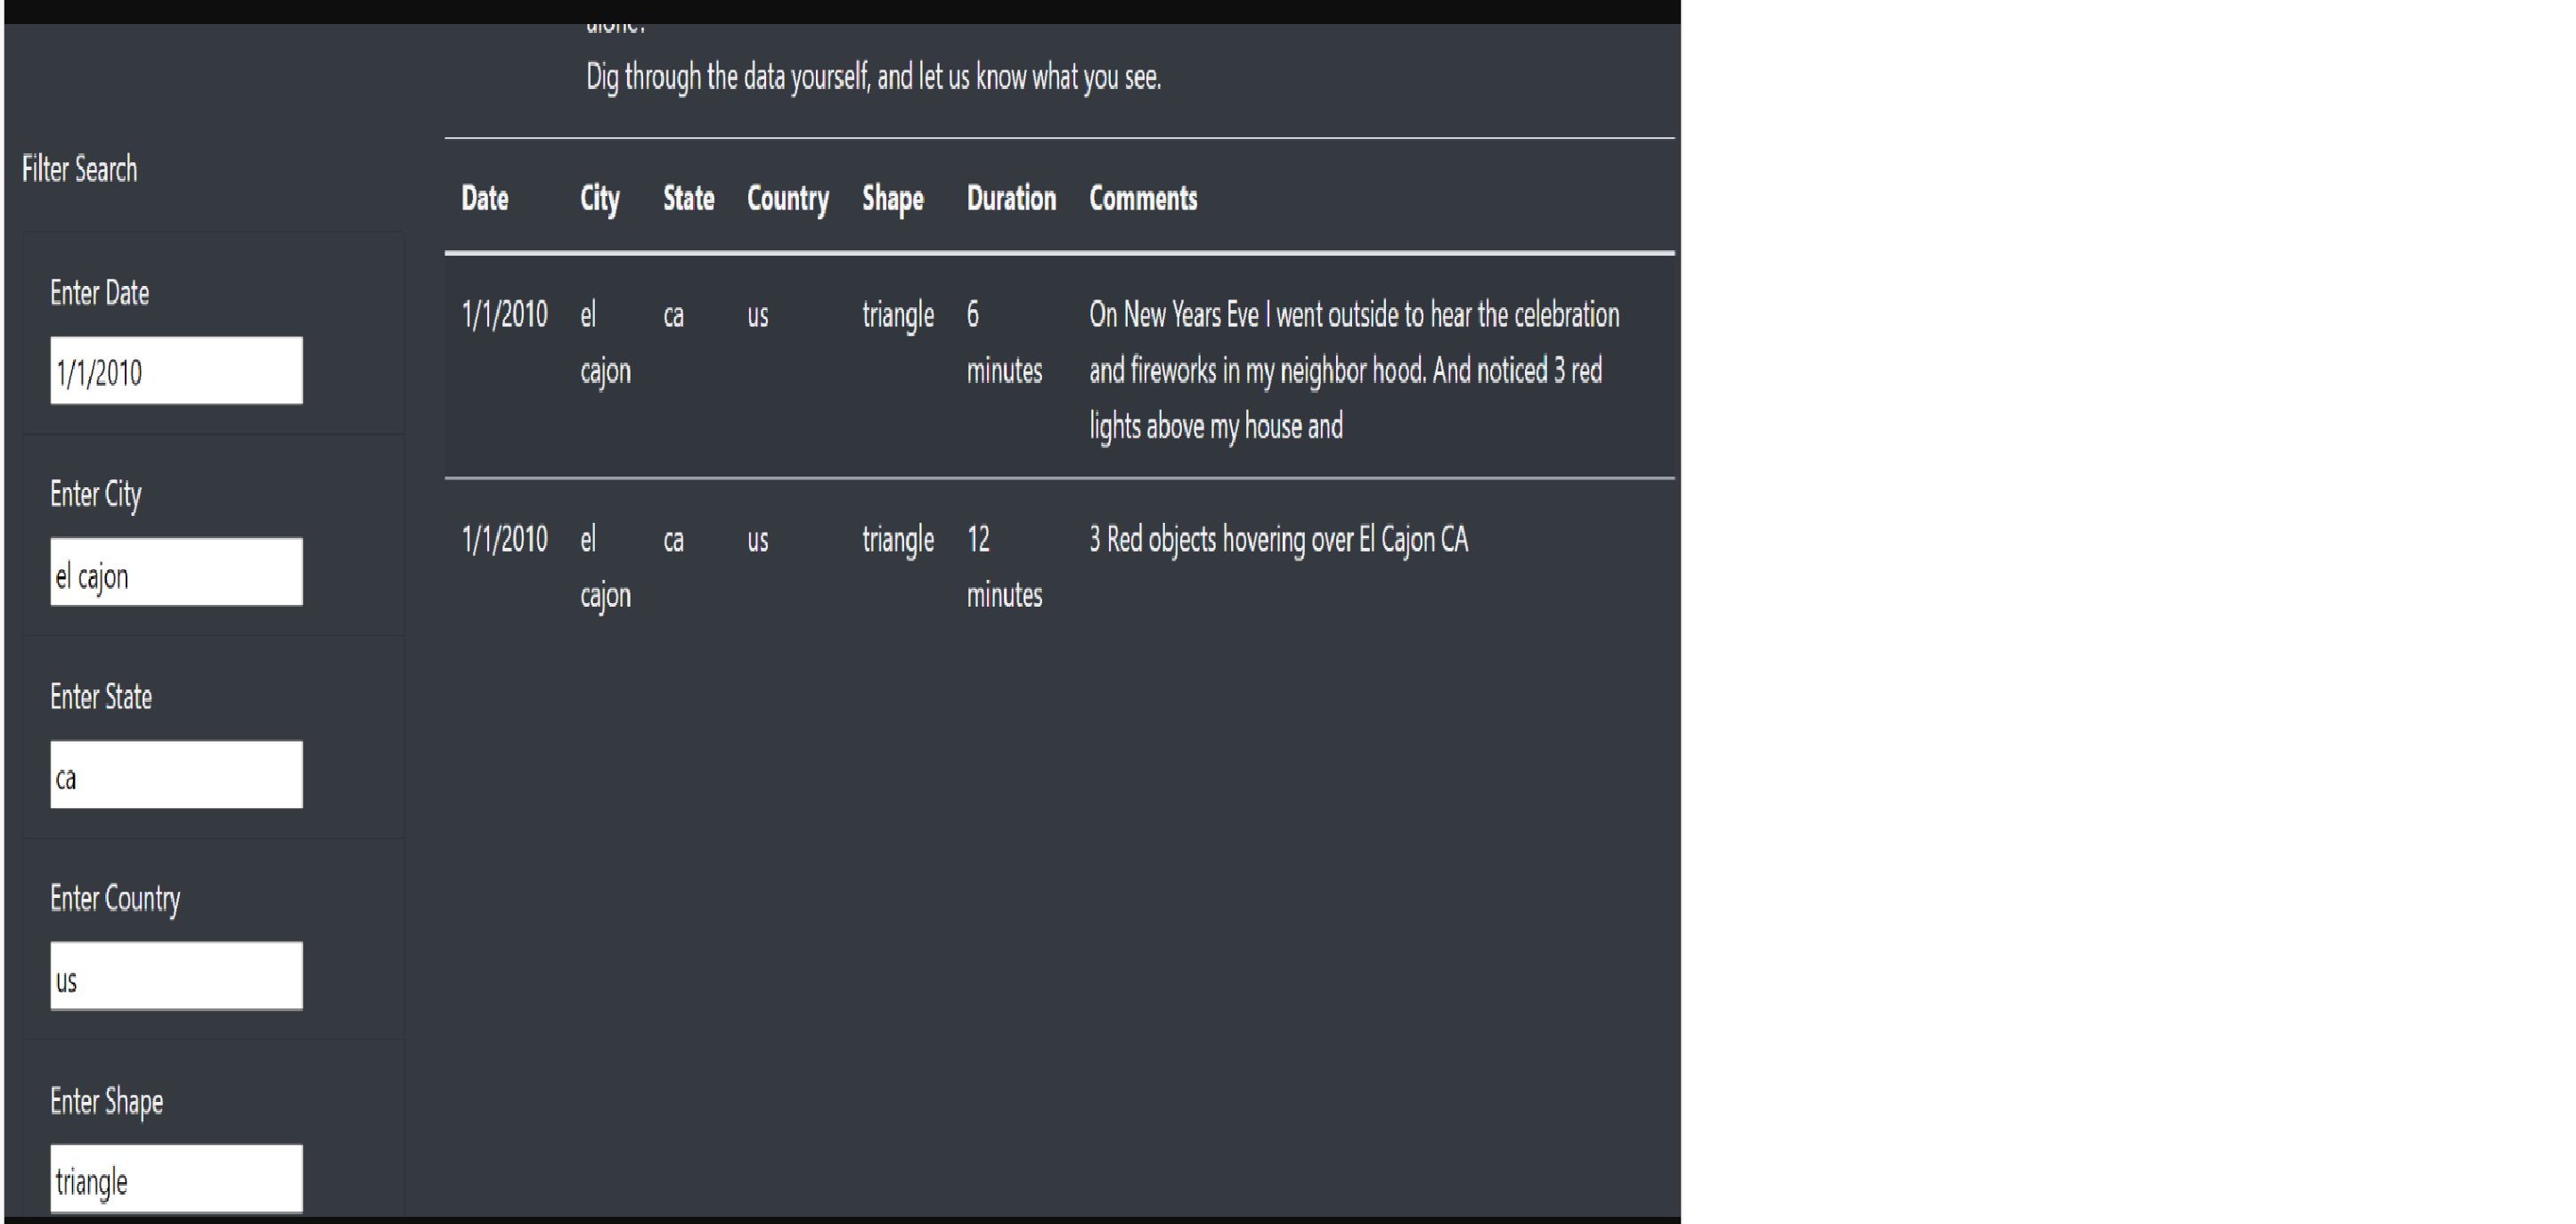 Dig through the data yourself, and let us know what you see.
Filter Search
Enter Date
1/1/2010
Enter City
el cajon
Enter State
ca
Enter Country
us
Enter Shape
triangle
Date City State Country Shape Duration Comments
1/1/2010 el ca us triangle 6 On New Years Eve I went outside to hear the celebration
cajon minutes and fireworks in my neighbor hood. And noticed 3 red
lights above my house and
1/1/2010 el ca us triangle 12 3 Red objects hovering over El Cajon CA
cajon minutes